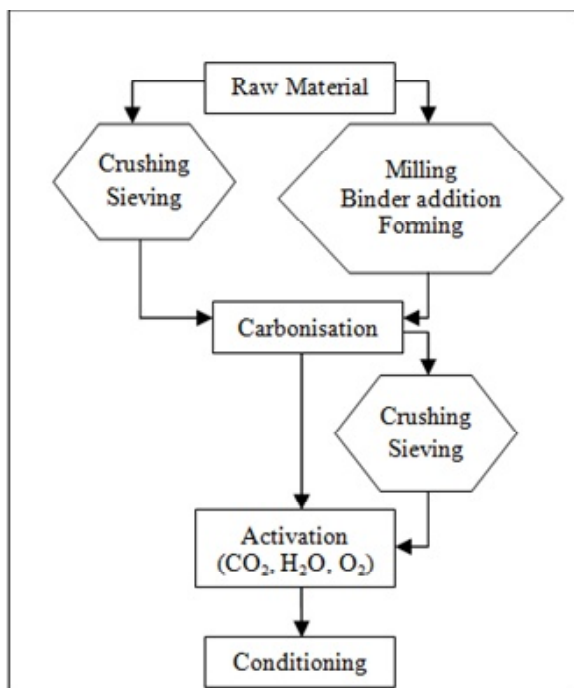 Raw Material
Crushing
Sieving
Milling
Binder addition
Forming
Carbonisation
Crushing
Sieving
Activation
(CO₂, H₂O, O₂)
Conditioning